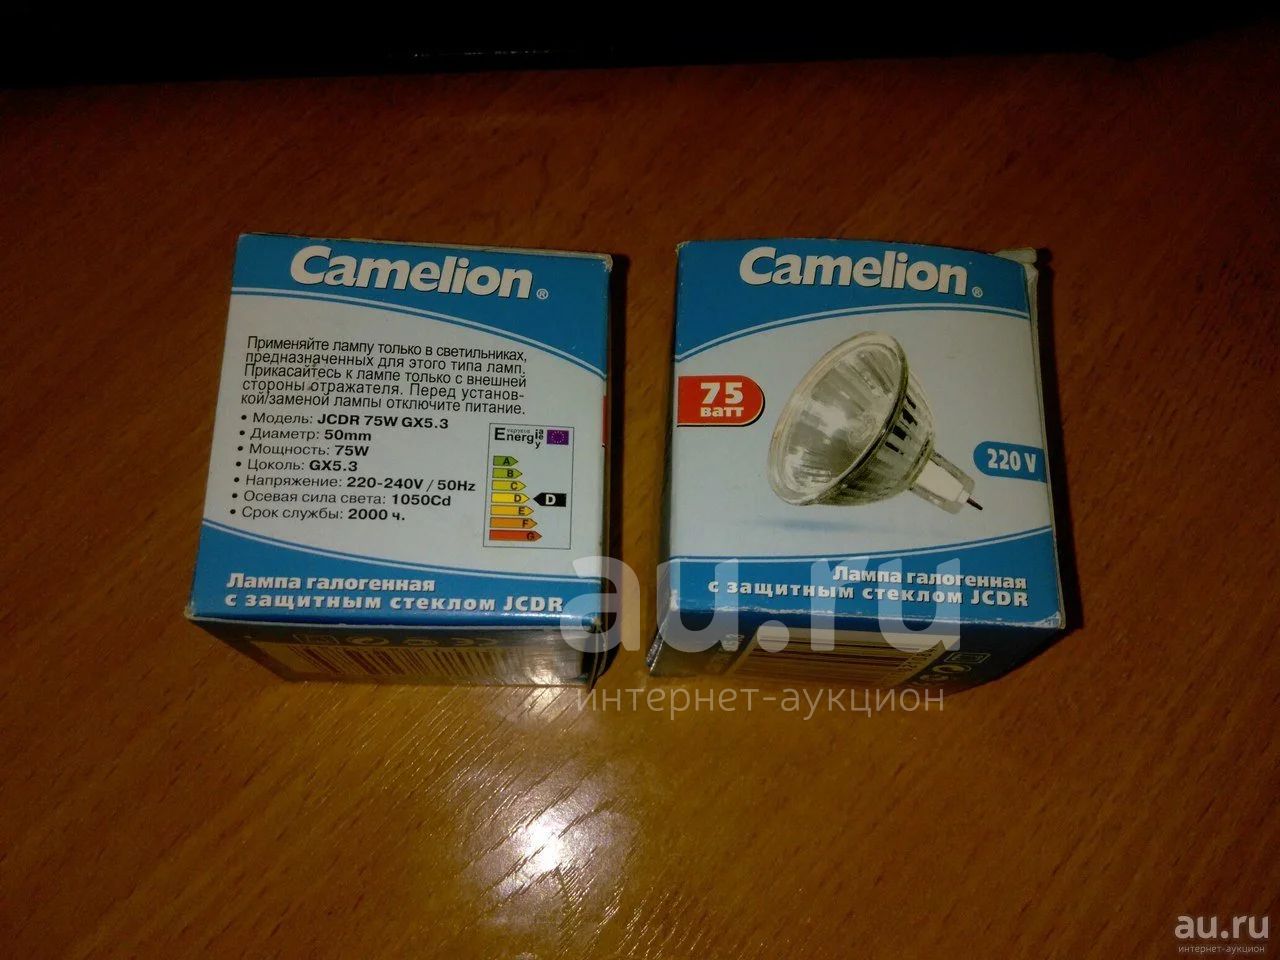 Camelion®
Применяйте лампу только в светильниках,
предназначенных для этого типа ламп.
Прикасайтесь к лампе только с внешней
стороны отражателя. Перед установ-
кой/заменой лампы отключите питание.
• Модель: JCDR 75W GX5.3
• Диаметр: 50mm
• Мощность: 75W
• Цоколь: GX5.3
• Напряжение: 220-240V / 50Hz
• Осевая сила света: 1050Cd
• Срок службы: 2000 ч.
Energ
A
B
C
D
D
E
F
G
Лампа галогенная
с защитным стеклом JCDR
Camelion®
75
ватт
220 V
Лампа галогенная
с защитным стеклом JCDR
au.ru
интернет-аукцион
au.ru
интернет-аукцион